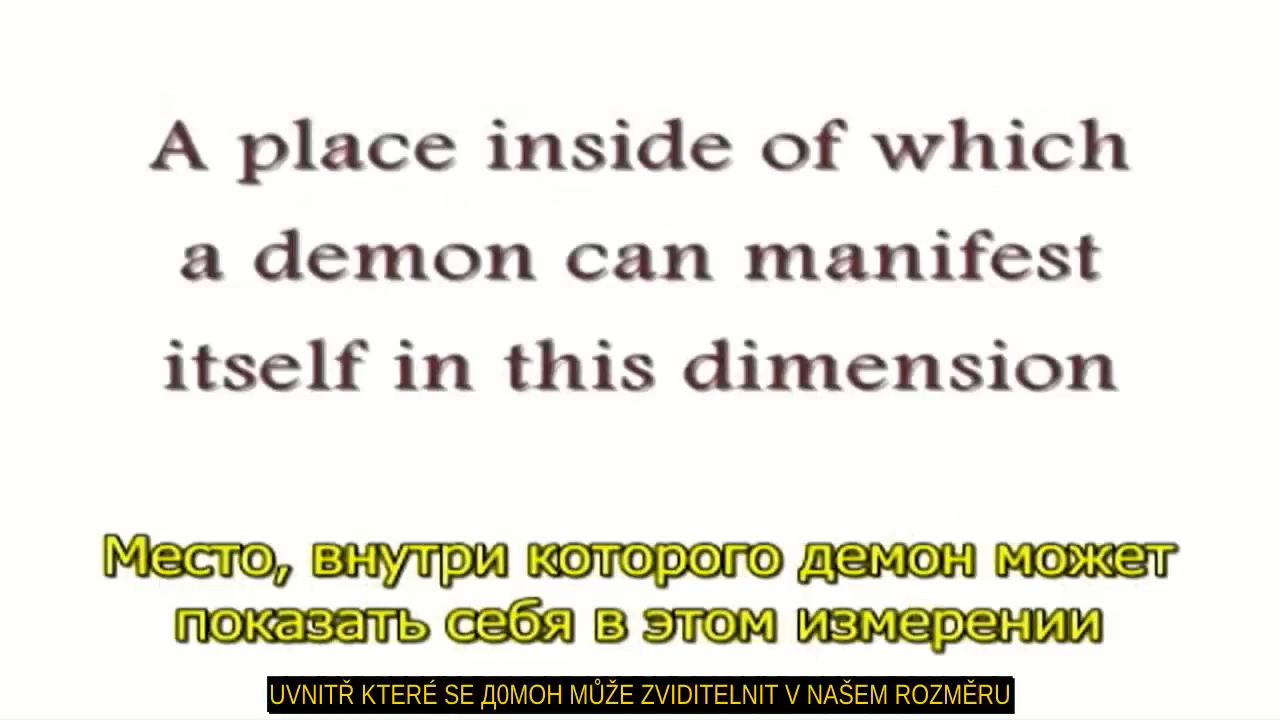 A place inside of which
a demon can manifest
itself in this dimension
Место, внутри которого демон может
показать себя в этом измерении
UVNITŘ KTERÉ SE Д0МОН MŮŽE ZVIDITELNIT V NAŠEM ROZMĚRU